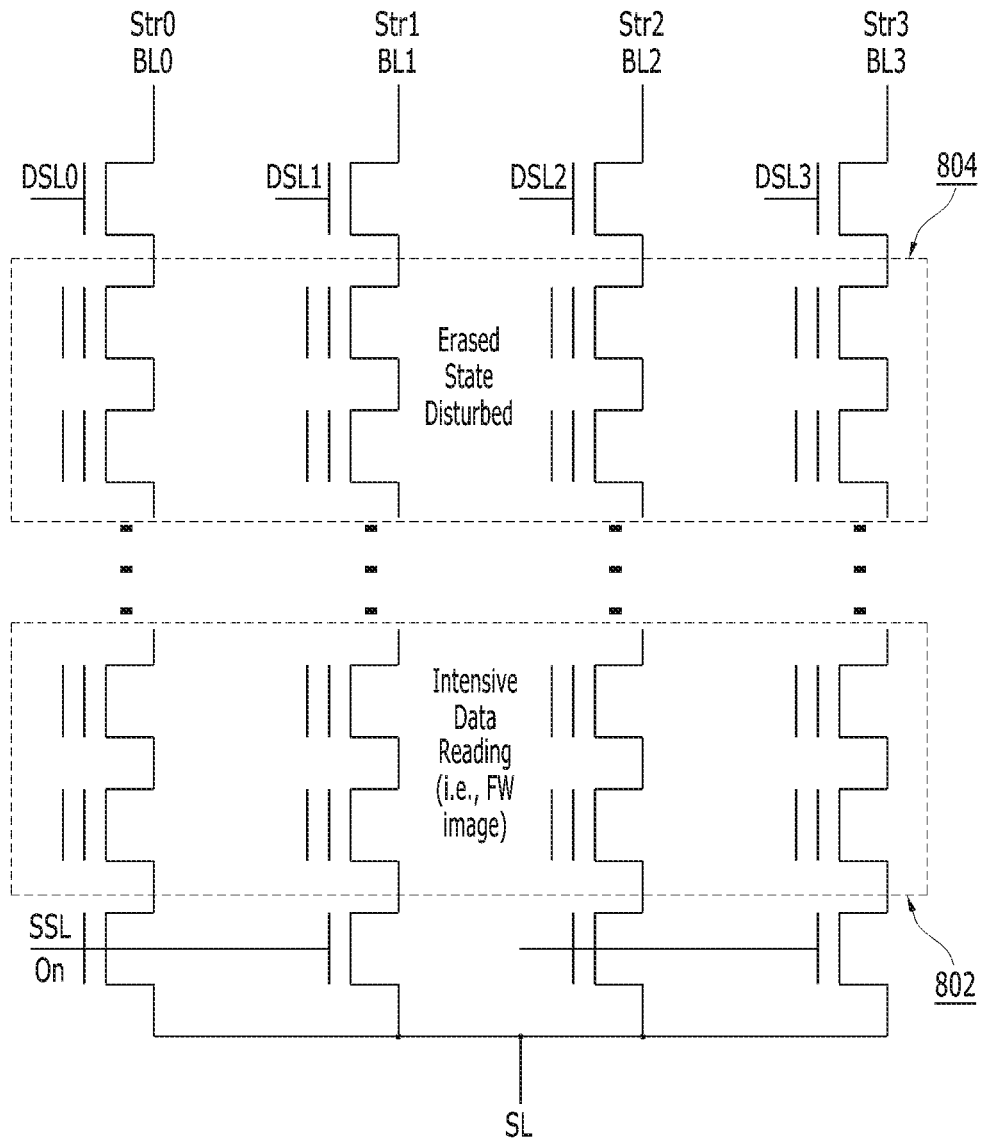 Str0
BL0
Str1
BL1
Str2
BL2
Str3
BL3
DSL0
DSL1
DSL2
DSL3
804
Erased
State
Disturbed
Intensive
Data
Reading
(i.e., FW
image)
SSL
On
802
SL